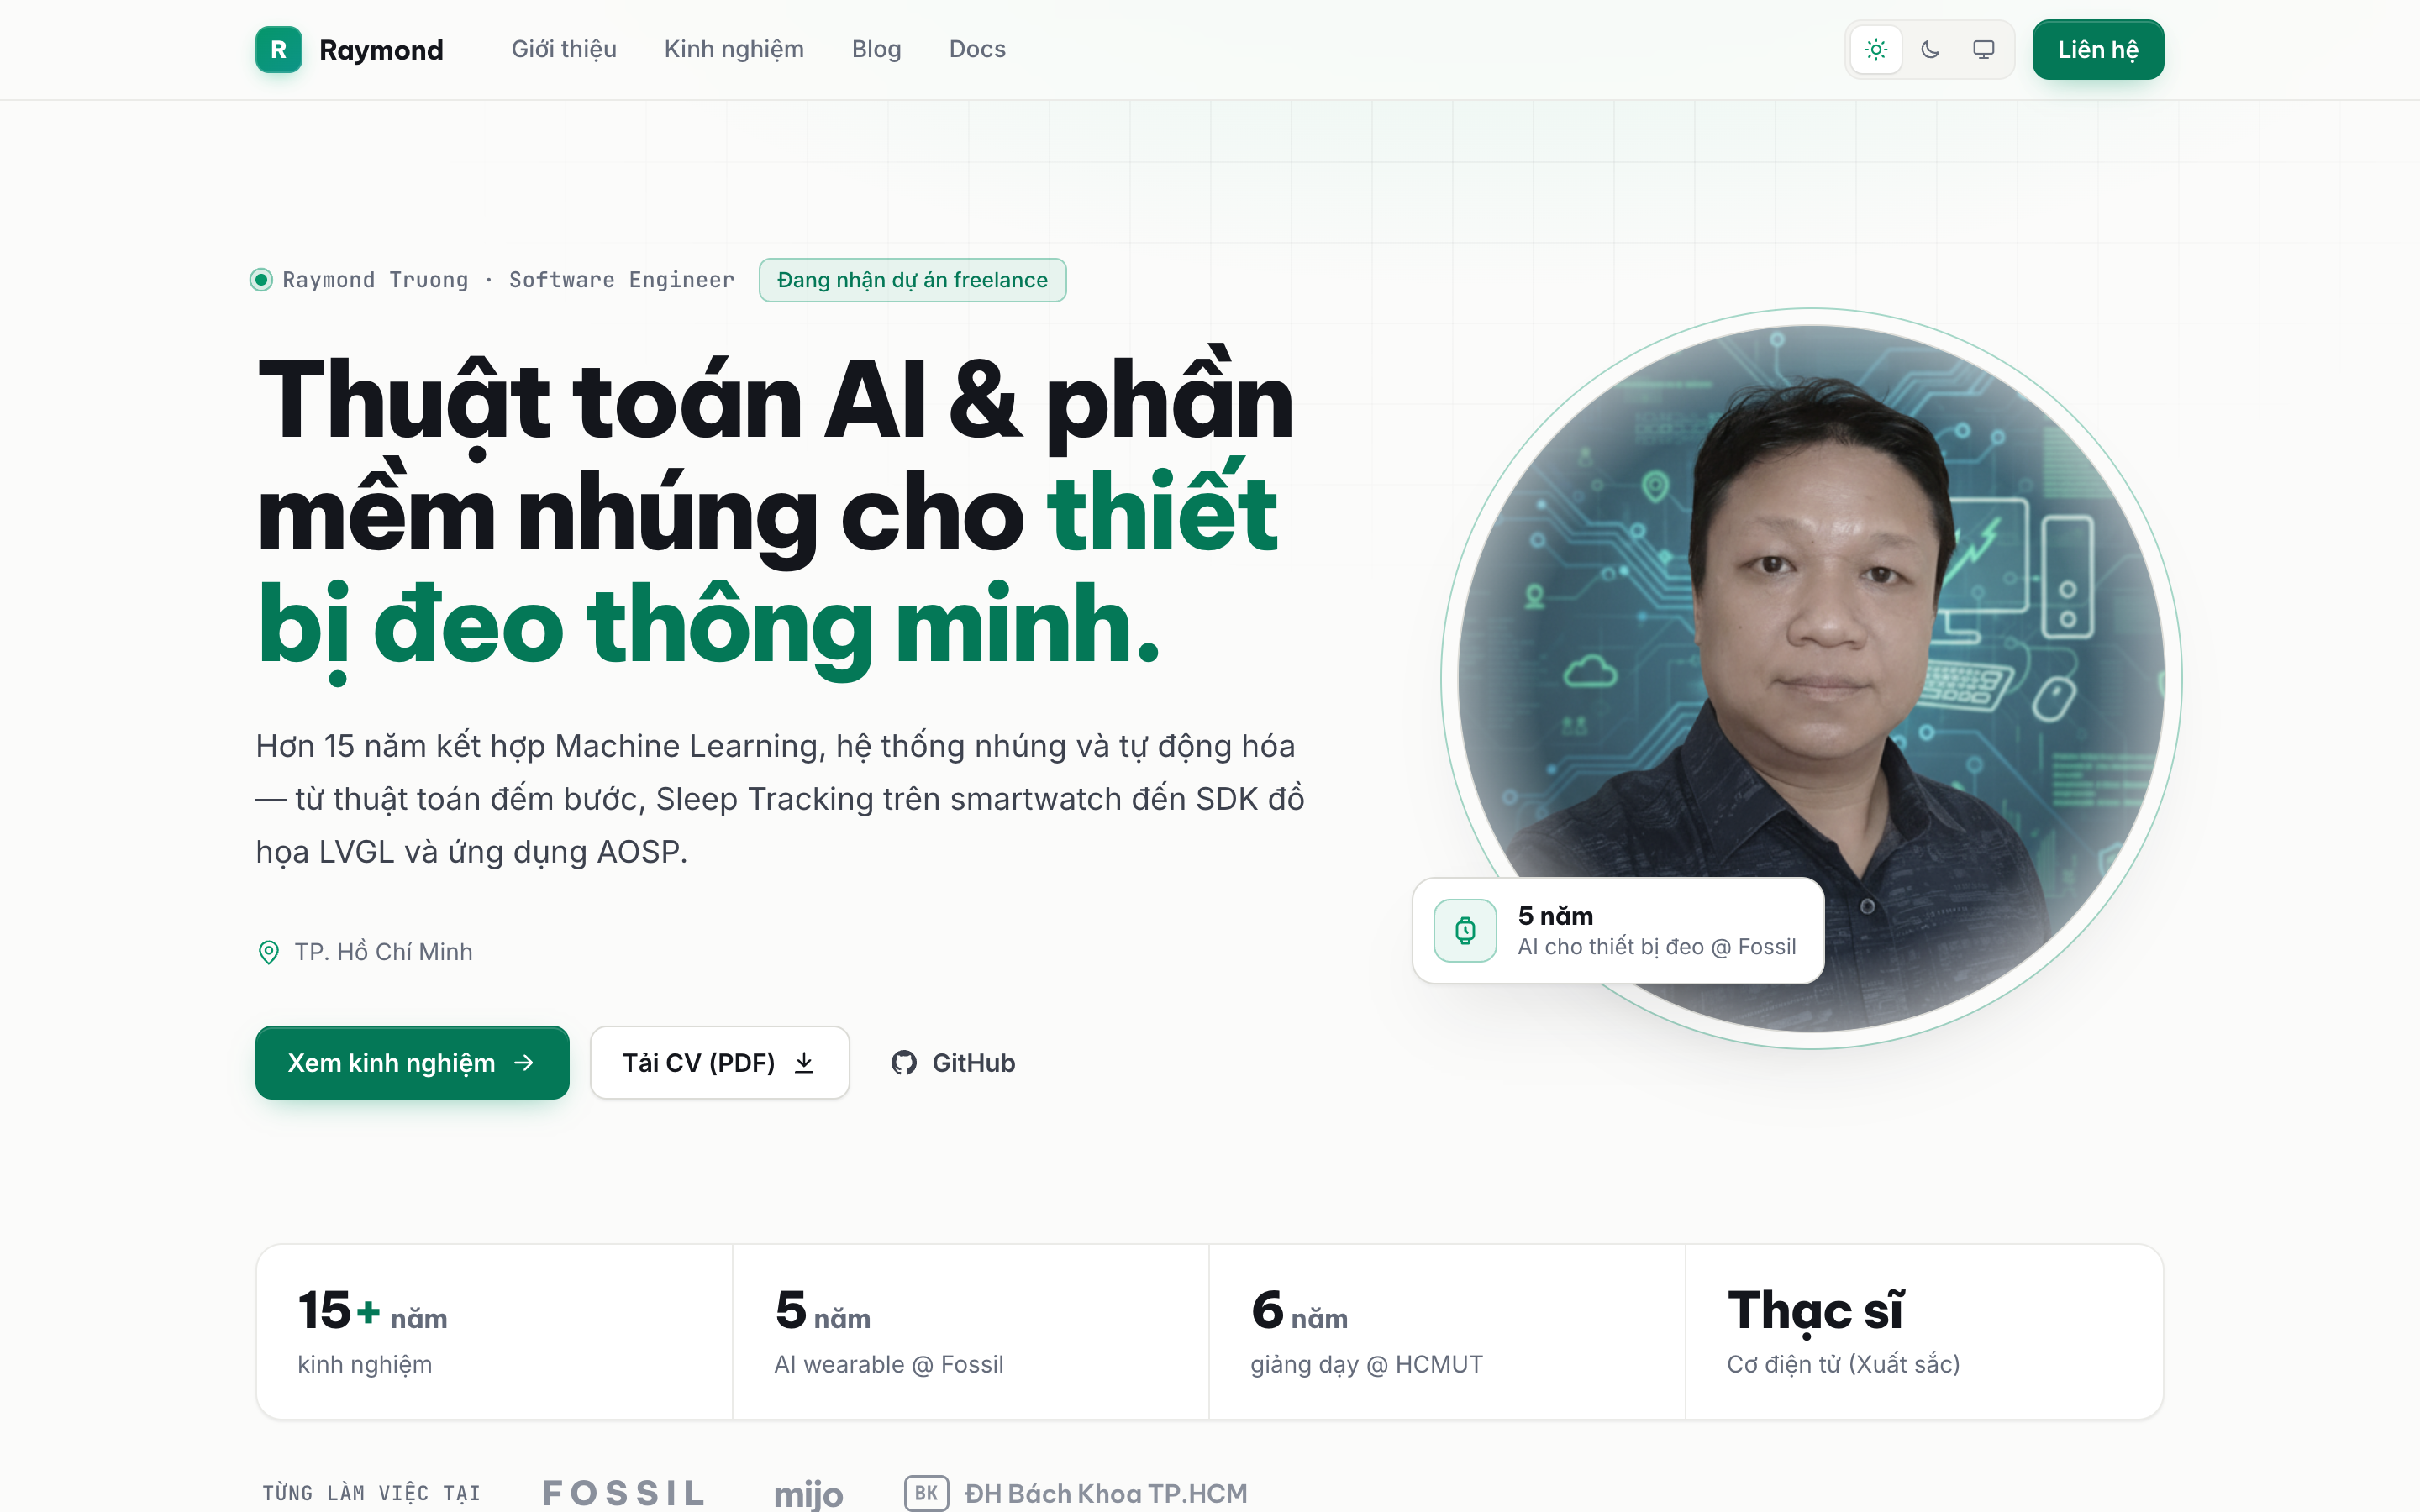 R Raymond Giới thiệu Kinh nghiệm Blog Docs Liên hệ
Raymond Truong · Software Engineer Đang nhận dự án freelance
Thuật toán AI & phần
mềm nhúng cho thiết
bị đeo thông minh.
Hơn 15 năm kết hợp Machine Learning, hệ thống nhúng và tự động hóa
— từ thuật toán đếm bước, Sleep Tracking trên smartwatch đến SDK đồ
họa LVGL và ứng dụng AOSP.
5 năm
AI cho thiết bị đeo @ Fossil
TP. Hồ Chí Minh
Xem kinh nghiệm → Tải CV (PDF) GitHub
15+ năm
kinh nghiệm
5 năm
AI wearable @ Fossil
6 năm
giảng dạy @ HCMUT
Thạc sĩ
Cơ điện tử (Xuất sắc)
TỪNG LÀM VIỆC TẠI FOSSIL mijo BK ĐH Bách Khoa TP.HCM